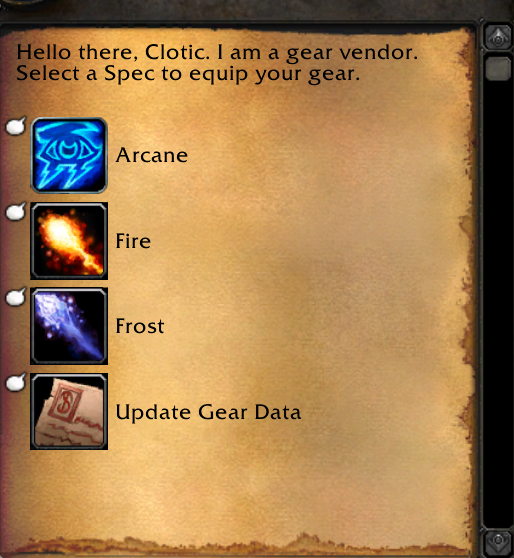 Hello there, Clotic. I am a gear vendor.
Select a Spec to equip your gear.
Arcane
Fire
Frost
Update Gear Data